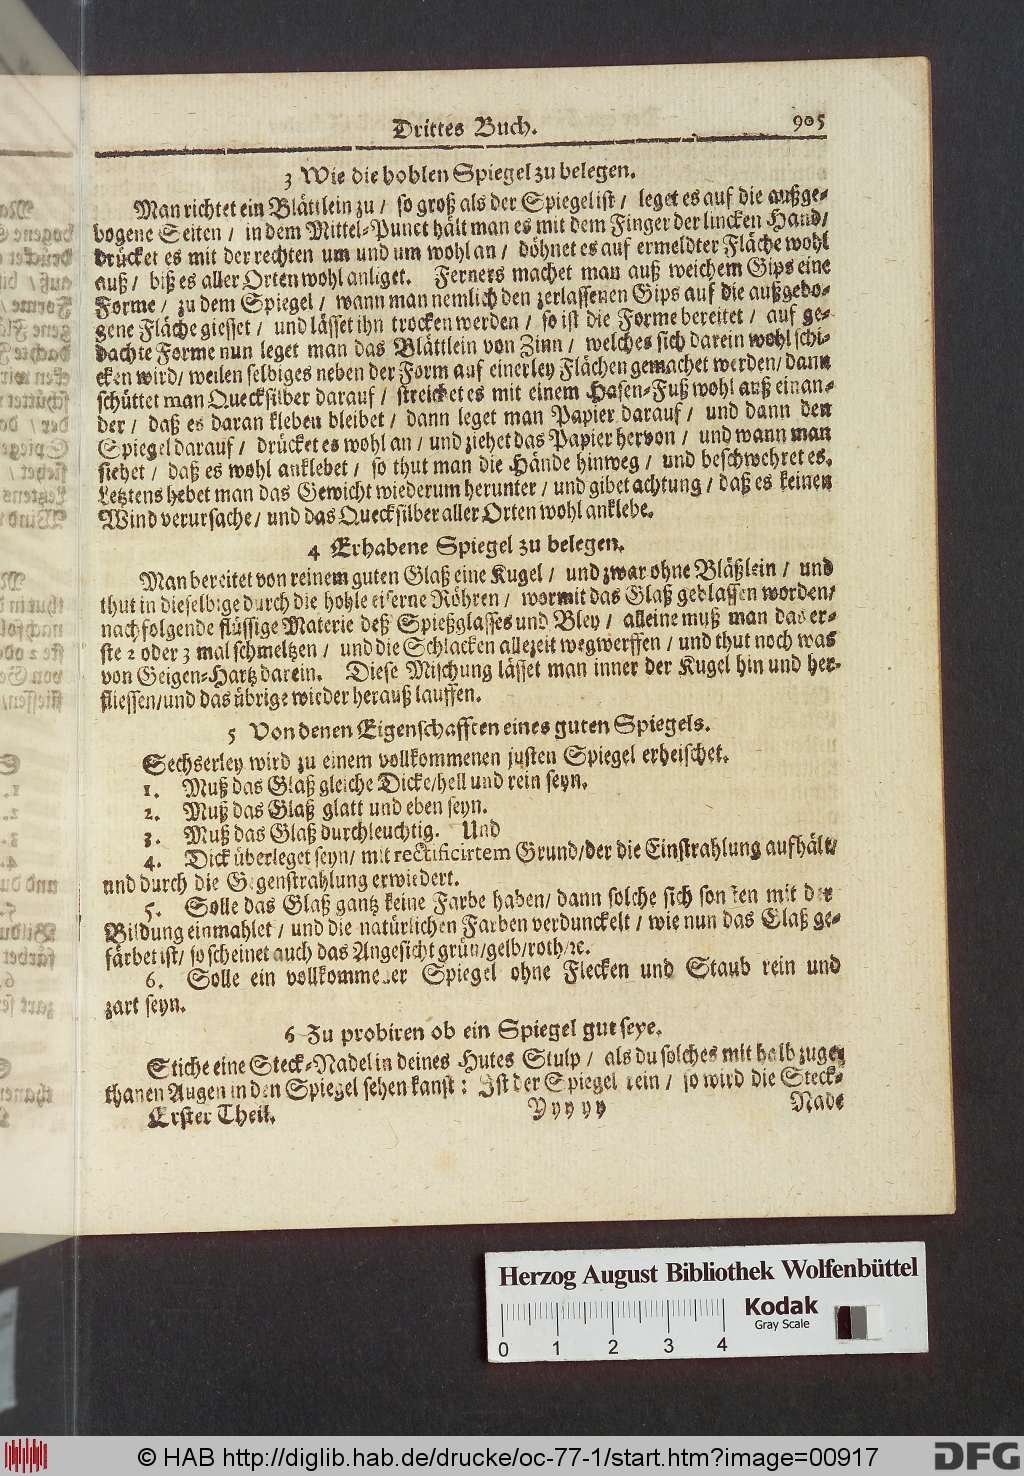 Drittes Buch. 905
3 Wie die hohlen Spiegel zu belegen.
Man richtet ein Blättlein zu / so groß als der Spiegel ist / leget es auf die außge-
bogene Seiten / in dem Mittel-Punct hält man es mit dem Finger der lincken Hand /
drücket es mit der rechten um und um wohl an / döhnet es auf ermeldter Fläche wohl
auß / biß es aller Orten wohl anliget. Ferners machet man auß weichem Gips eine
Forme / zu dem Spiegel / wann man nemlich den zerlassenen Gips auf die außgebo-
gene Fläche giesset / und lässet ihn trocken werden / so ist die Forme bereitet / auf ge-
dachte Forme nun leget man das Blättlein von Zinn / welches sich darein wohl schi-
cken wird / weilen selbiges neben der Form auf einerley Flächen gemachet werden / dann
schüttet man Quecksilber darauf / streichet es mit einem Hasen-Fuß wohl auß einan-
der / daß es daran kleben bleibet / dann leget man Papier darauf / und dann den
Spiegel darauf / drücket es wohl an / und ziehet das Papier hervon / und wann man
siehet / daß es wohl anklebet / so thut man die Hände hinweg / und beschwehret es.
Letztens hebet man das Gewicht wiederum herunter / und gibet achtung / daß es keinen
Wind verursache / und das Quecksilber aller Orten wohl anklebe.
4 Erhabene Spiegel zu belegen.
Man bereitet von reinem guten Glaß eine Kugel / und zwar ohne Bläßlein / und
thut in dieselbige durch die hohle eiserne Röhren / wormit das Glaß geblassen worden /
nachfolgende flüssige Materie deß Spießglasses und Bley / alleine muß man das er-
ste 2 oder 3 mal schmeltzen / und die Schlacken allezeit wegwerffen / und thut noch was
von Geigen-Hartz darein. Diese Mischung lässet man inner der Kugel hin und her-
fliessen / und das übrige wieder herauß lauffen.
5 Von denen Eigenschafften eines guten Spiegels.
Sechserley wird zu einem vollkommenen justen Spiegel erheischet.
1. Muß das Glaß gleiche Dicke / hell und rein seyn.
2. Muß das Glaß glatt und eben seyn.
3. Muß das Glaß durchleuchtig. Und
4. Dick überleget seyn / mit rectificirtem Grund / der die Einstrahlung aufhält /
und durch die Gegenstrahlung erwiedert.
5. Solle das Glaß gantz keine Farbe haben / dann solche sich sonsten mit der
Bildung einmahlet / und die natürlichen Farben verdunckelt / wie nun das Glaß ge-
färbet ist / so scheinet auch das Angesicht grün / gelb / roth / ꝛc.
6. Solle ein vollkommener Spiegel ohne Flecken und Staub rein und
zart seyn.
6 Zu probiren ob ein Spiegel gut seye.
Stiche eine Steck-Nadel in deines Hutes Stulp / als du solches mit halb zuge-
thanen Augen in den Spiegel sehen kanst: Ist der Spiegel rein / so wird die Steck-
Erster Theil. Yyy yy Nade
Herzog August Bibliothek Wolfenbüttel
Kodak
Gray Scale
0 1 2 3 4
© HAB http://diglib.hab.de/drucke/oc-77-1/start.htm?image=00917
DFG